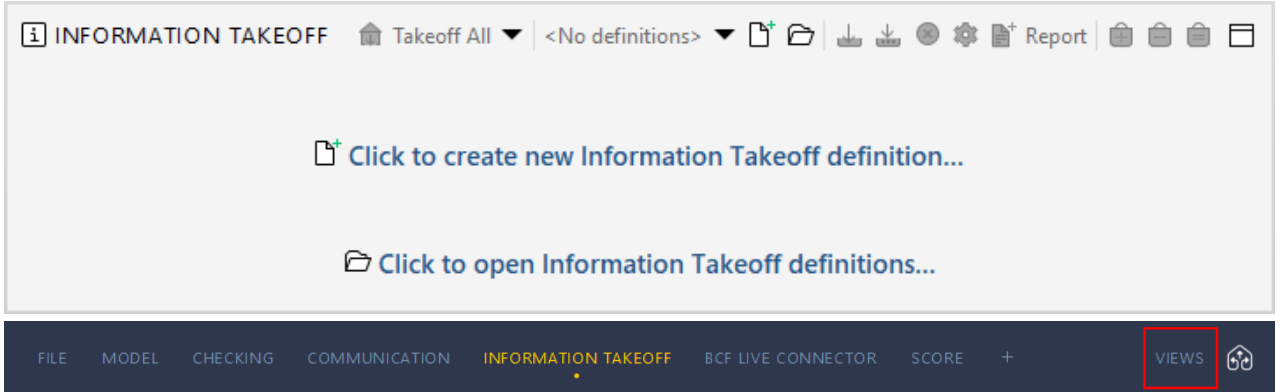 i INFORMATION TAKEOFF Takeoff All <No definitions> Report
Click to create new Information Takeoff definition...
Click to open Information Takeoff definitions...
FILE MODEL CHECKING COMMUNICATION INFORMATION TAKEOFF BCF LIVE CONNECTOR SCORE + VIEWS